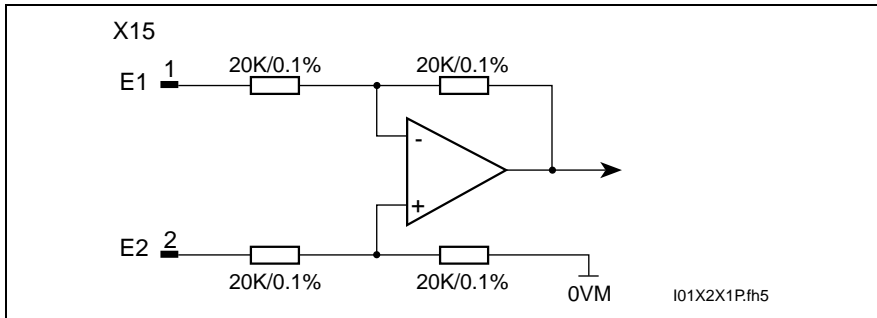 X15
20K/0.1% 20K/0.1%
E1 1
-
+
E2 2
20K/0.1% 20K/0.1%
0VM
I01X2X1P.fh5